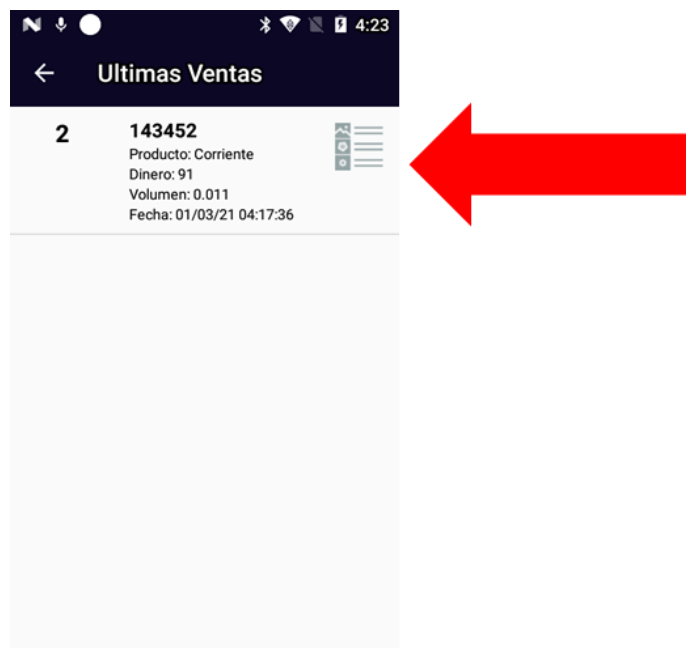 4:23
Ultimas Ventas
2
143452
Producto: Corriente
Dinero: 91
Volumen: 0.011
Fecha: 01/03/21 04:17:36